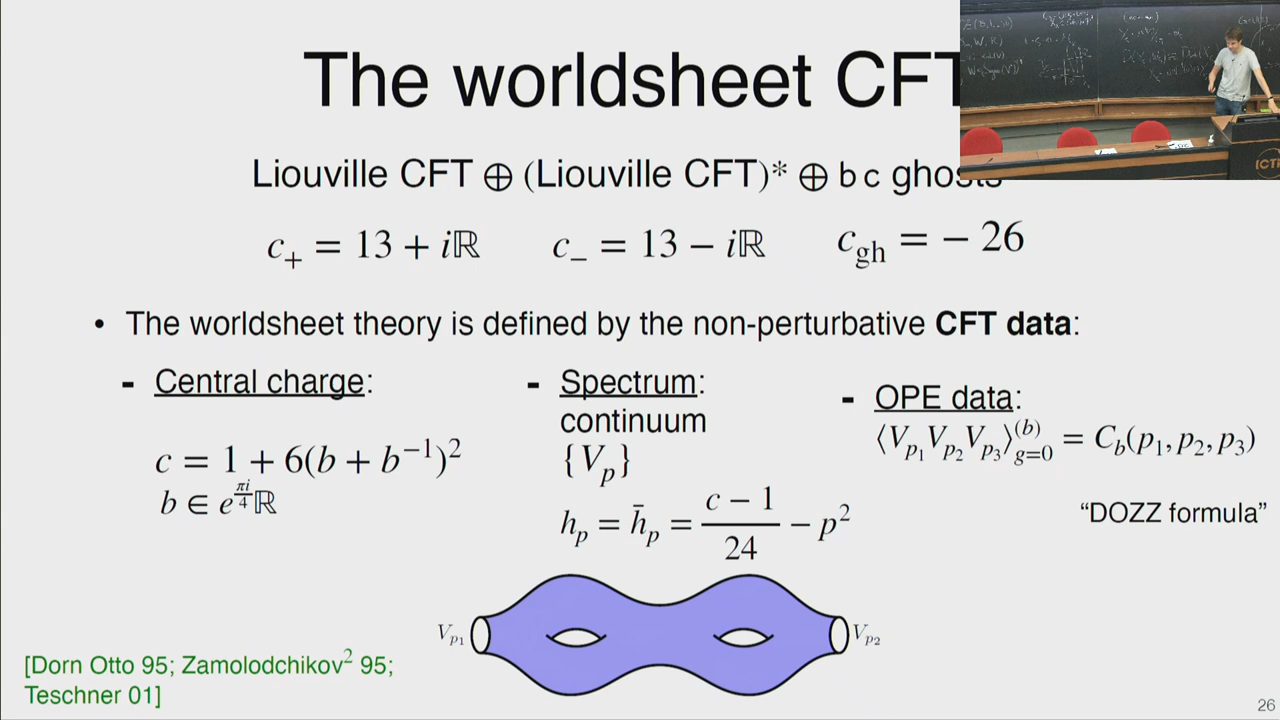 The worldsheet CFT
Liouville CFT ⊕ (Liouville CFT)* ⊕ b c ghosts
c₊ = 13 + iℝ c₋ = 13 − iℝ c_gh = − 26
• The worldsheet theory is defined by the non-perturbative CFT data:
- Central charge:
c = 1 + 6(b + b⁻¹)²
b ∈ e^{πi/4}ℝ
- Spectrum:
continuum
{V_p}
h_p = h̄_p = (c − 1)/24 − p²
- OPE data:
⟨V_{p₁}V_{p₂}V_{p₃}⟩^{(b)}_{g=0} = C_b(p₁, p₂, p₃)
“DOZZ formula”
V_{p₁}
V_{p₂}
[Dorn Otto 95; Zamolodchikov² 95;
Teschner 01]
26
ICT